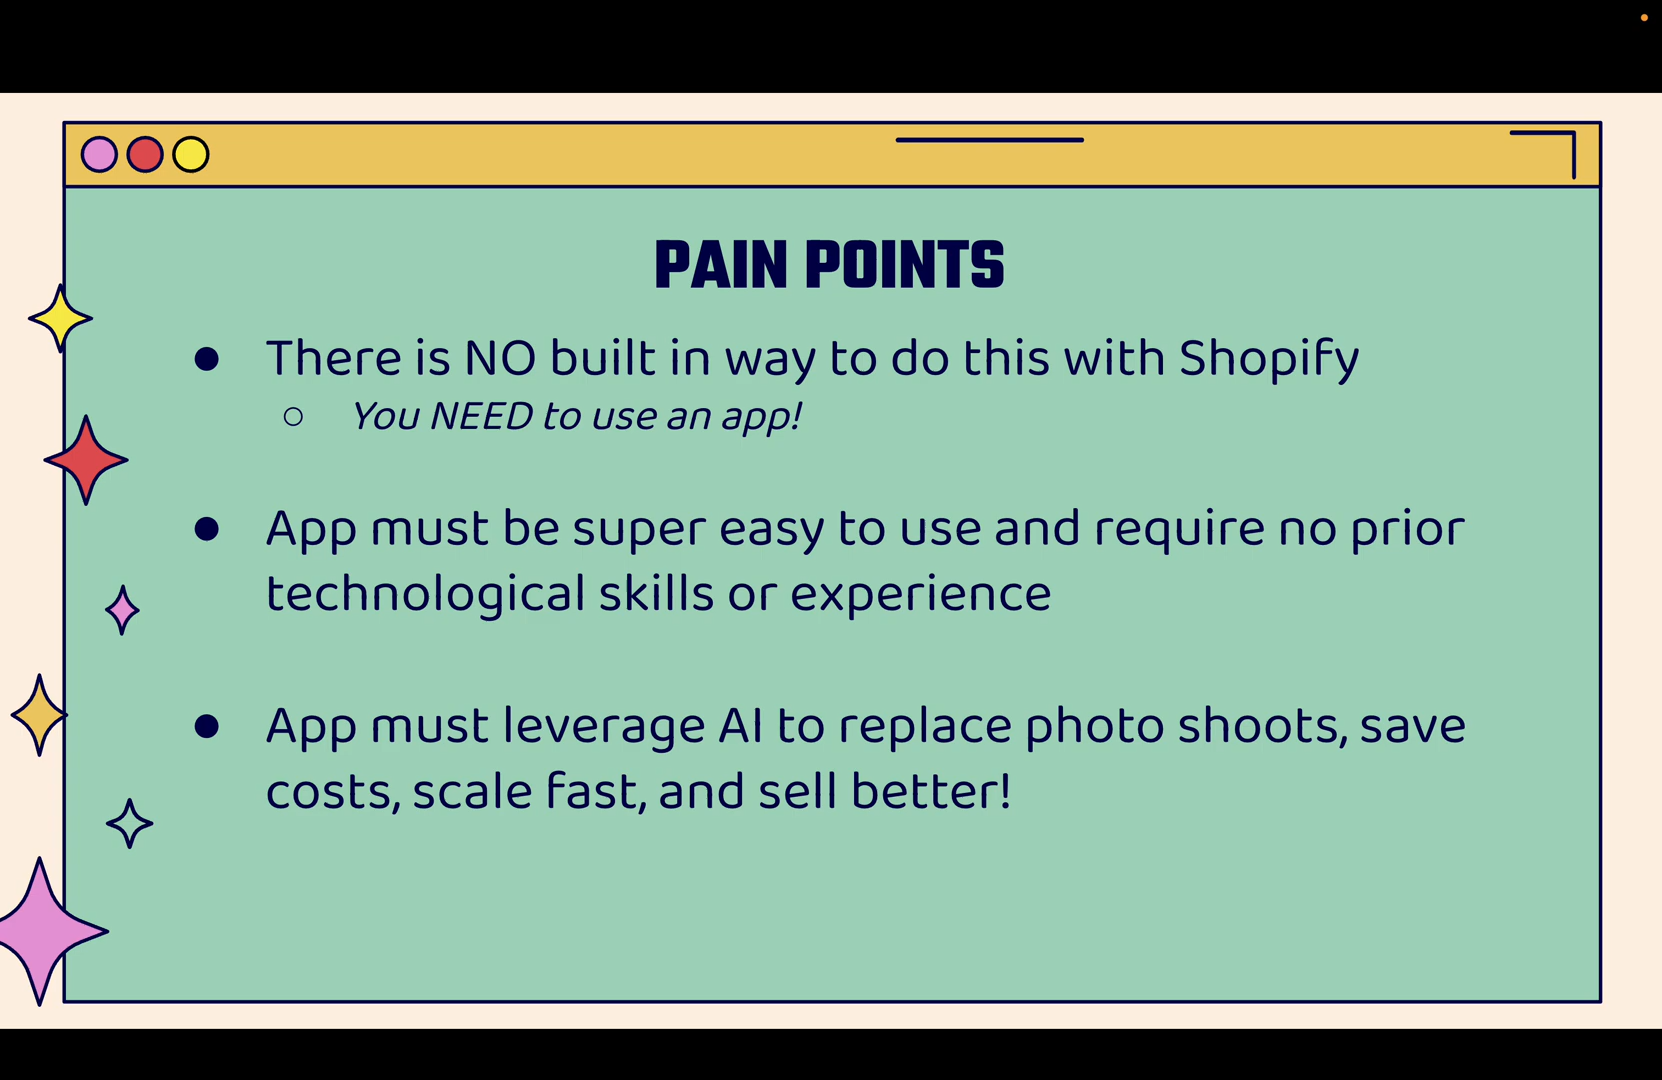 PAIN POINTS
There is NO built in way to do this with Shopify
You NEED to use an app!
App must be super easy to use and require no prior
technological skills or experience
App must leverage AI to replace photo shoots, save
costs, scale fast, and sell better!